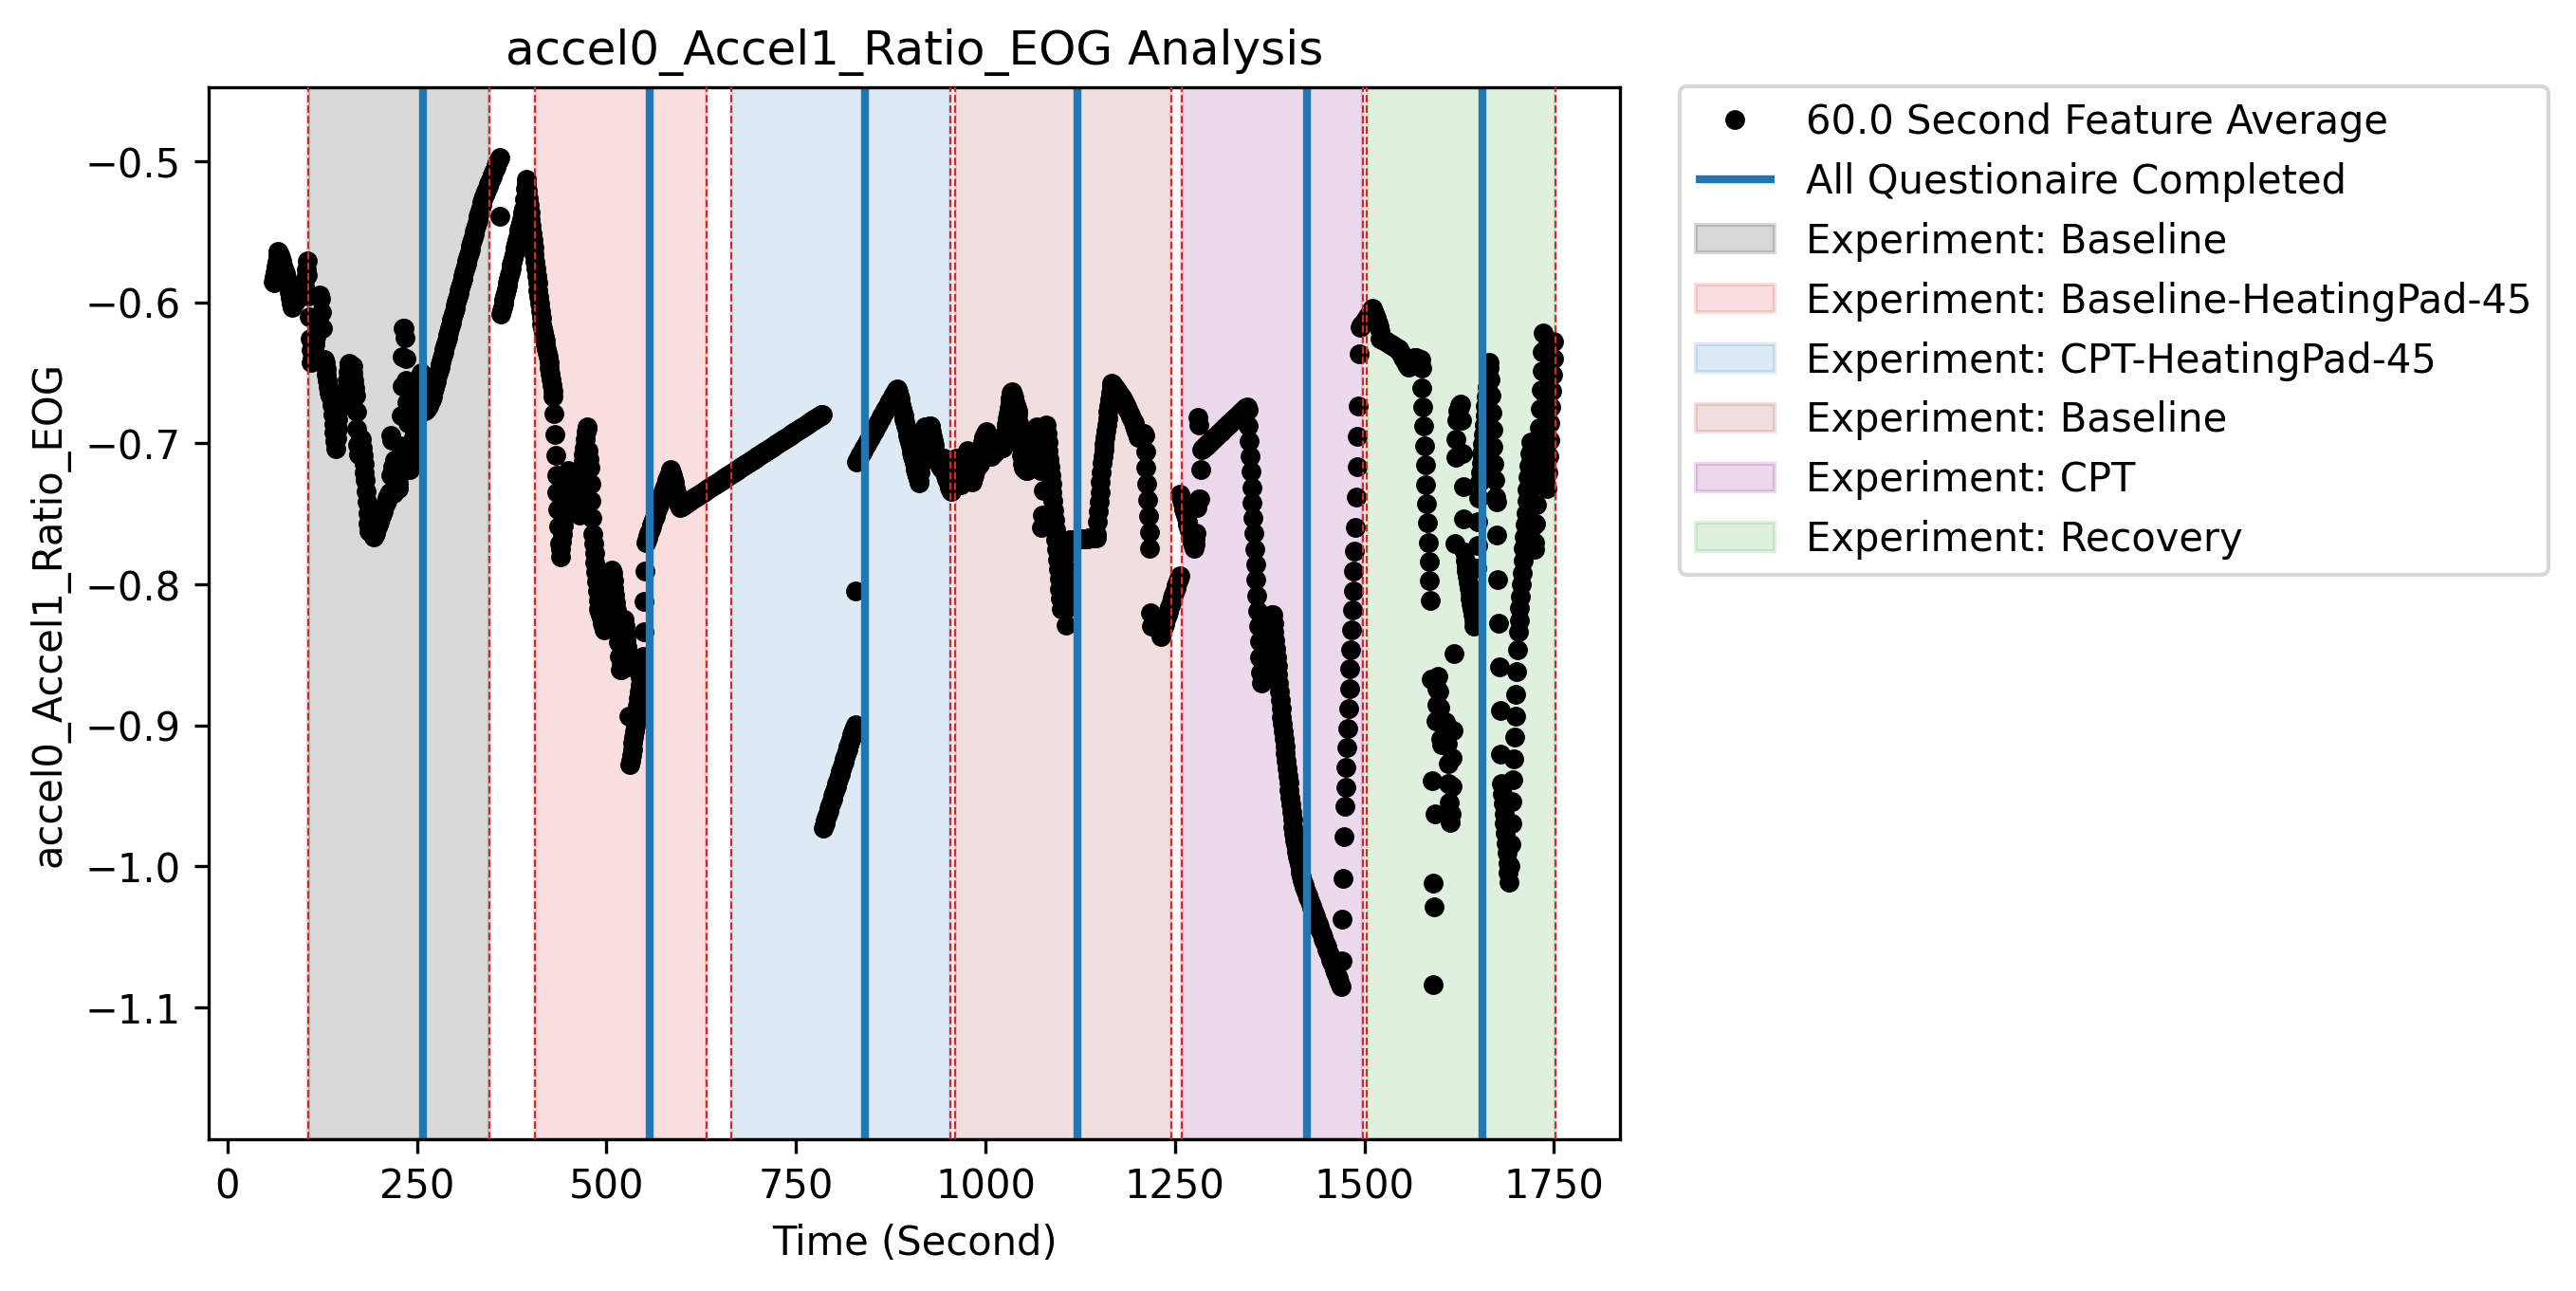 accel0_Accel1_Ratio_EOG Analysis
accel0_Accel1_Ratio_EOG
−0.5
−0.6
−0.7
−0.8
−0.9
−1.0
−1.1
0 250 500 750 1000 1250 1500 1750
Time (Second)
60.0 Second Feature Average
All Questionaire Completed
Experiment: Baseline
Experiment: Baseline-HeatingPad-45
Experiment: CPT-HeatingPad-45
Experiment: Baseline
Experiment: CPT
Experiment: Recovery